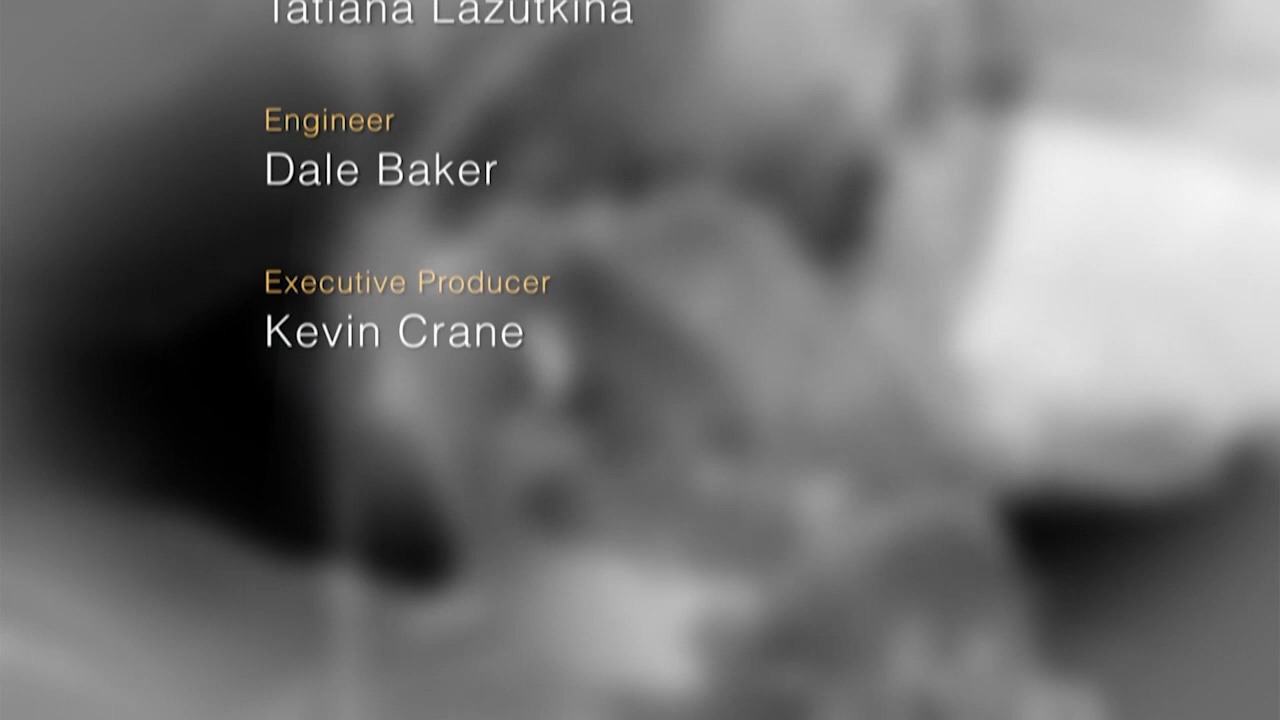 Tatiana Lazutkina
Engineer
Dale Baker
Executive Producer
Kevin Crane